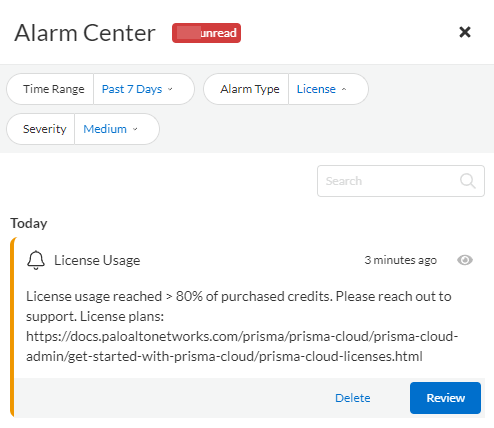 Alarm Center unread
Time Range Past 7 Days Alarm Type License
Severity Medium
Search
Today
License Usage 3 minutes ago
License usage reached > 80% of purchased credits. Please reach out to
support. License plans:
https://docs.paloaltonetworks.com/prisma/prisma-cloud/prisma-cloud-
admin/get-started-with-prisma-cloud/prisma-cloud-licenses.html
Delete Review